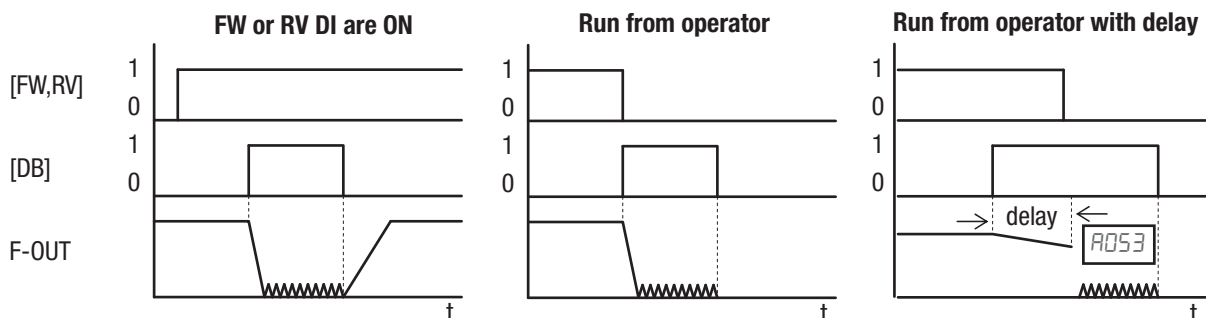 FW or RV DI are ON
Run from operator
Run from operator with delay
[FW,RV]
1
0
1
0
1
0
[DB]
1
0
1
0
1
0
F-OUT
delay
A053
t
t
t